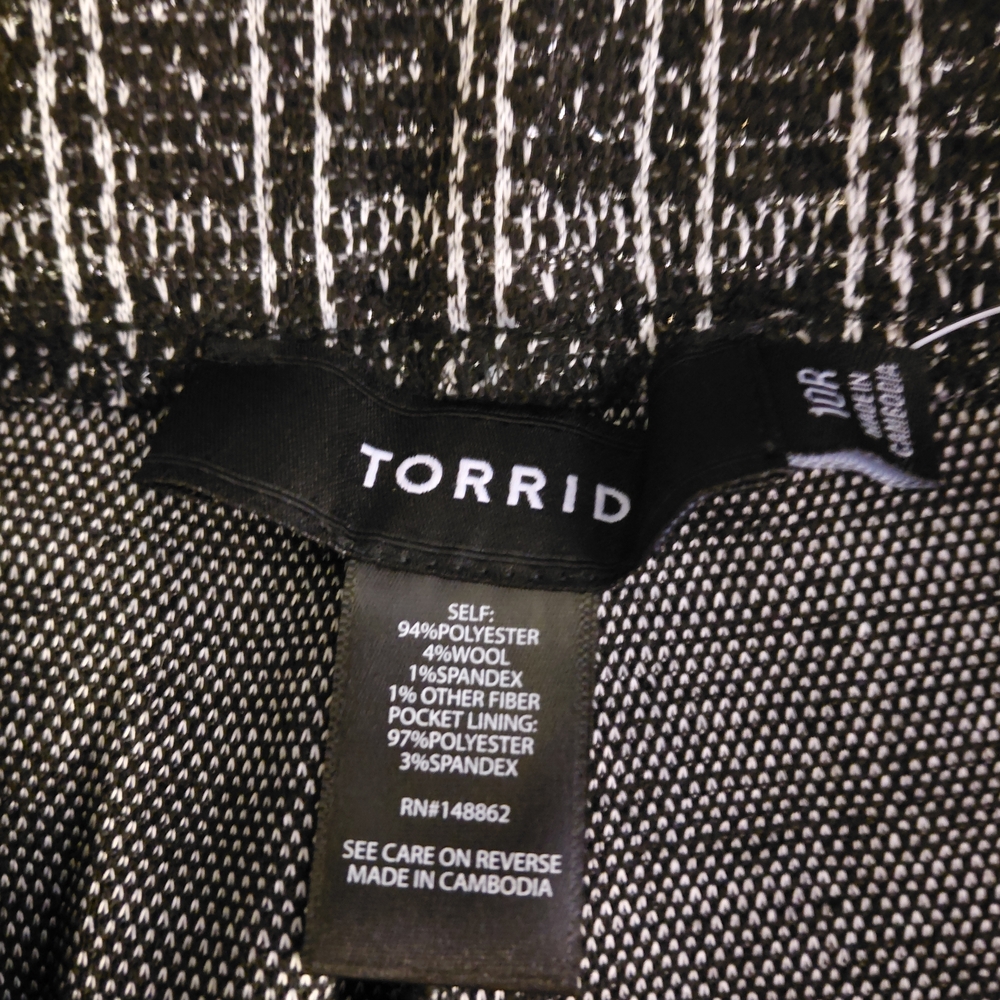 TORRID
10R
MADE IN
CAMBODIA
SELF:
94%POLYESTER
4%WOOL
1%SPANDEX
1% OTHER FIBER
POCKET LINING:
97%POLYESTER
3%SPANDEX
RN#148862
SEE CARE ON REVERSE
MADE IN CAMBODIA